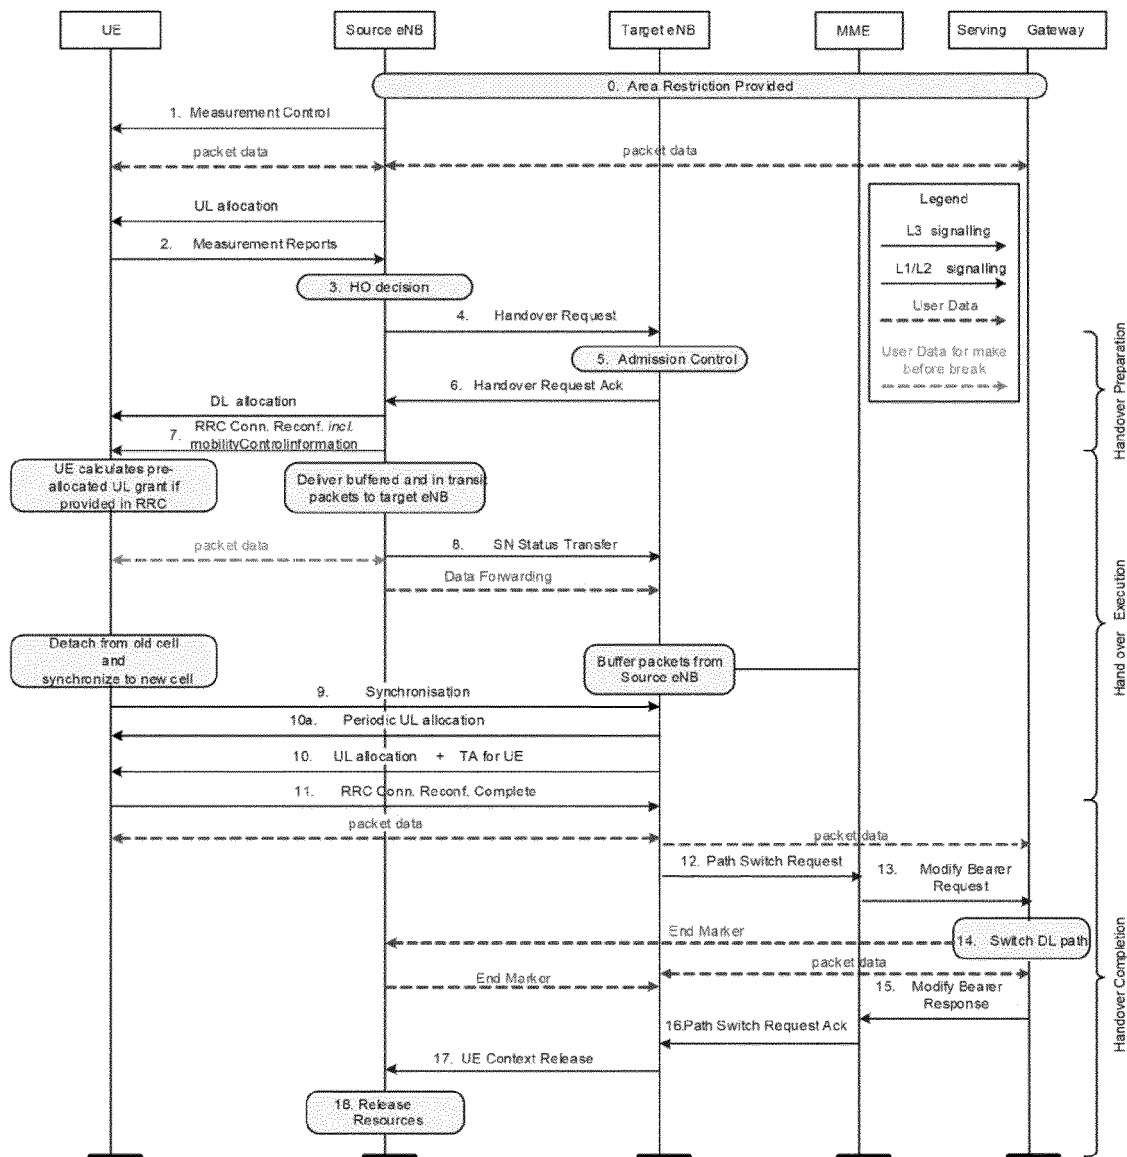 UE
Source eNB
Target eNB
MME
Serving Gateway
0. Area Restriction Provided
1. Measurement Control
packet data
packet data
UL allocation
2. Measurement Reports
3. HO decision
4. Handover Request
5. Admission Control
6. Handover Request Ack
DL allocation
7. RRC Conn. Reconf. incl.
mobilityControlinformation
Legend
L3 signalling
L1/L2 signalling
User Data
User Data for make
before break
Handover Preparation
UE calculates pre-
allocated UL grant if
provided in RRC
Deliver buffered and in transit
packets to target eNB
packet data
8. SN Status Transfer
Data Forwarding
Detach from old cell
and
synchronize to new cell
Buffer packets from
Source eNB
9. Synchronisation
10a. Periodic UL allocation
10. UL allocation + TA for UE
11. RRC Conn. Reconf. Complete
Hand over Execution
packet data
packet data
12. Path Switch Request
13. Modify Bearer
Request
End Marker
14. Switch DL path
packet data
End Marker
15. Modify Bearer
Response
16.Path Switch Request Ack
17. UE Context Release
18. Release
Resources
Handover Completion